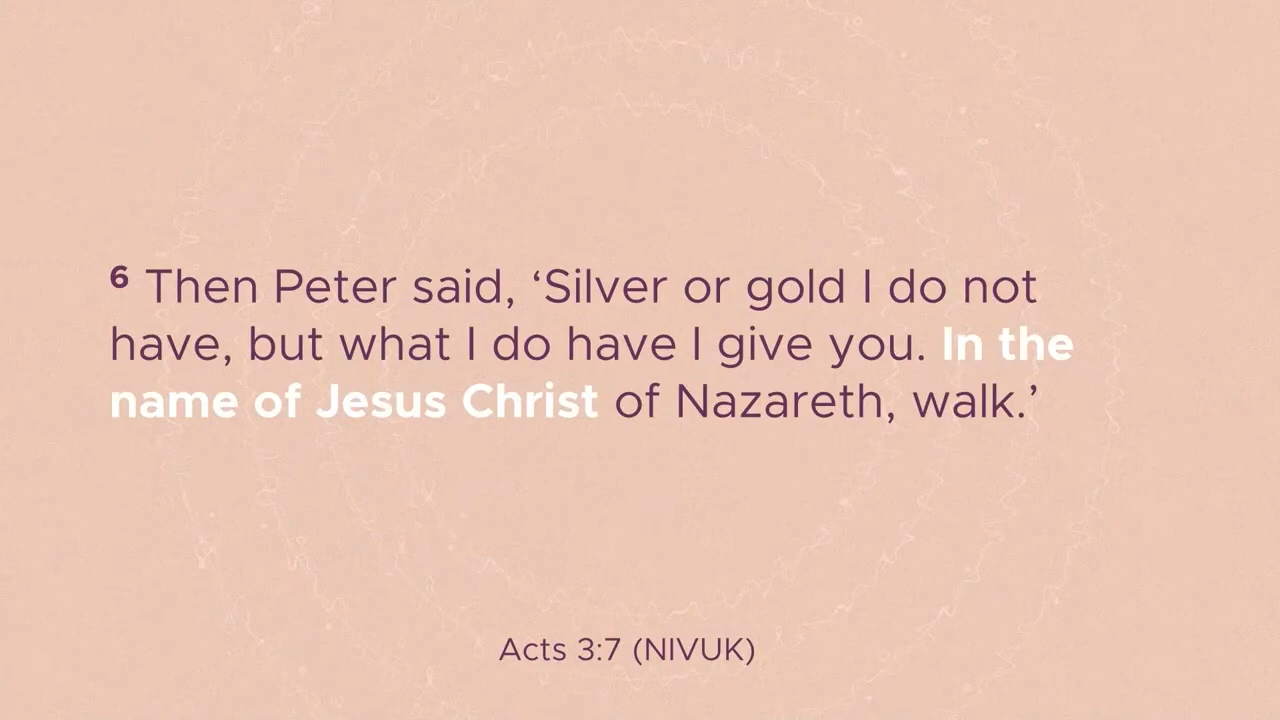 ⁶ Then Peter said, ‘Silver or gold I do not
have, but what I do have I give you. In the
name of Jesus Christ of Nazareth, walk.’
Acts 3:7 (NIVUK)